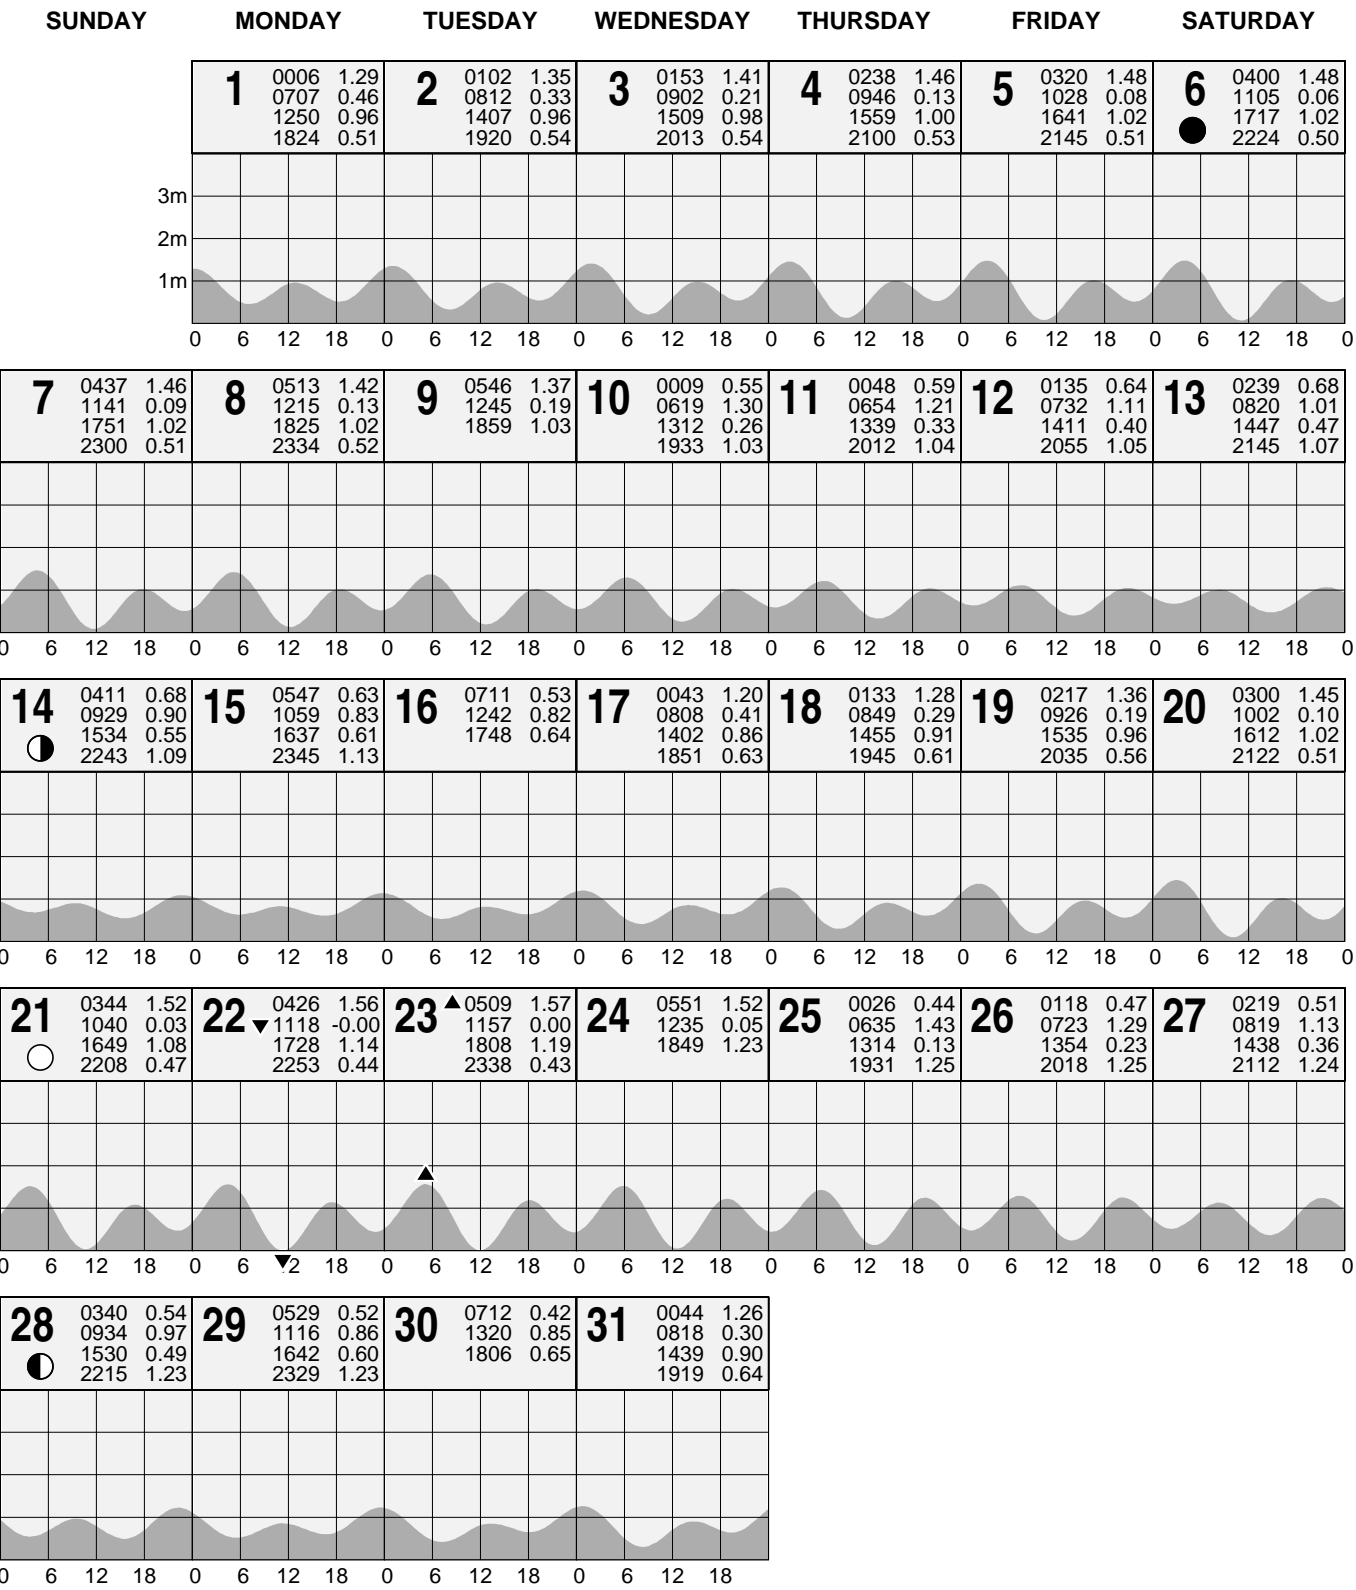 SUNDAY MONDAY TUESDAY WEDNESDAY THURSDAY FRIDAY SATURDAY
1 0006 1.29 2 0102 1.35 3 0153 1.41 4 0238 1.46 5 0320 1.48 6 0400 1.48
0707 0.46 0812 0.33 0902 0.21 0946 0.13 1028 0.08 1105 0.06
1250 0.96 1407 0.96 1509 0.98 1559 1.00 1641 1.02 1717 1.02
1824 0.51 1920 0.54 2013 0.54 2100 0.53 2145 0.51 2224 0.50
3m
2m
1m
0 6 12 18 0 6 12 18 0 6 12 18 0 6 12 18 0 6 12 18 0 6 12 18 0
7 0437 1.46 8 0513 1.42 9 0546 1.37 10 0009 0.55 11 0048 0.59 12 0135 0.64 13 0239 0.68
1141 0.09 1215 0.13 1245 0.19 0619 1.30 0654 1.21 0732 1.11 0820 1.01
1751 1.02 1825 1.02 1859 1.03 1312 0.26 1339 0.33 1411 0.40 1447 0.47
2300 0.51 2334 0.52 1933 1.03 2012 1.04 2055 1.05 2145 1.07
0 6 12 18 0 6 12 18 0 6 12 18 0 6 12 18 0 6 12 18 0 6 12 18 0 6 12 18 0
14 0411 0.68 15 0547 0.63 16 0711 0.53 17 0043 1.20 18 0133 1.28 19 0217 1.36 20 0300 1.45
0929 0.90 1059 0.83 1242 0.82 0808 0.41 0849 0.29 0926 0.19 1002 0.10
1534 0.55 1637 0.61 1748 0.64 1402 0.86 1455 0.91 1535 0.96 1612 1.02
2243 1.09 2345 1.13 1851 0.63 1945 0.61 2035 0.56 2122 0.51
0 6 12 18 0 6 12 18 0 6 12 18 0 6 12 18 0 6 12 18 0 6 12 18 0 6 12 18 0
21 0344 1.52 22 0426 1.56 23 0509 1.57 24 0551 1.52 25 0026 0.44 26 0118 0.47 27 0219 0.51
1040 0.03 1118 -0.00 1157 0.00 1235 0.05 0635 1.43 0723 1.29 0819 1.13
1649 1.08 1728 1.14 1808 1.19 1849 1.23 1314 0.13 1354 0.23 1438 0.36
2208 0.47 2253 0.44 2338 0.43 1931 1.25 2018 1.25 2112 1.24
0 6 12 18 0 6 12 18 0 6 12 18 0 6 12 18 0 6 12 18 0 6 12 18 0 6 12 18 0
28 0340 0.54 29 0529 0.52 30 0712 0.42 31 0044 1.26
0934 0.97 1116 0.86 1320 0.85 0818 0.30
1530 0.49 1642 0.60 1806 0.65 1439 0.90
2215 1.23 2329 1.23 1919 0.64
0 6 12 18 0 6 12 18 0 6 12 18 0 6 12 18